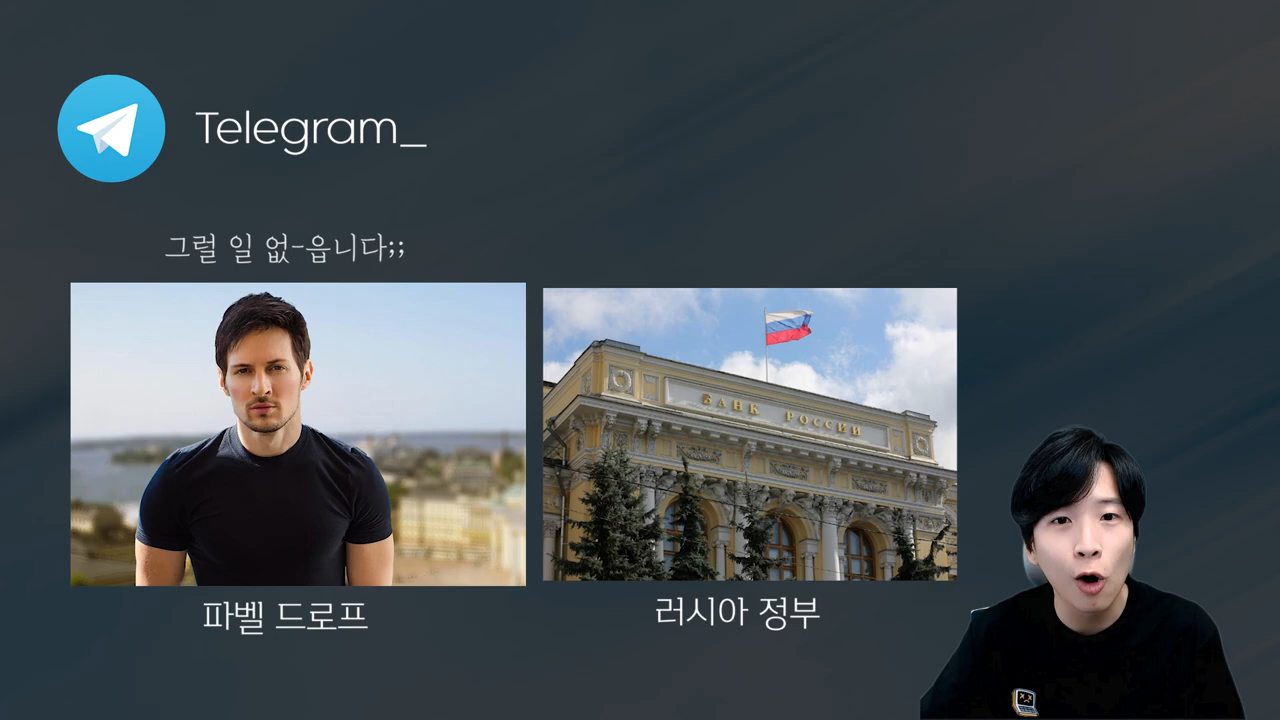 Telegram_
그럴 일 없-읍니다;;
БАНК РОССИИ
파벨 드로프
러시아 정부